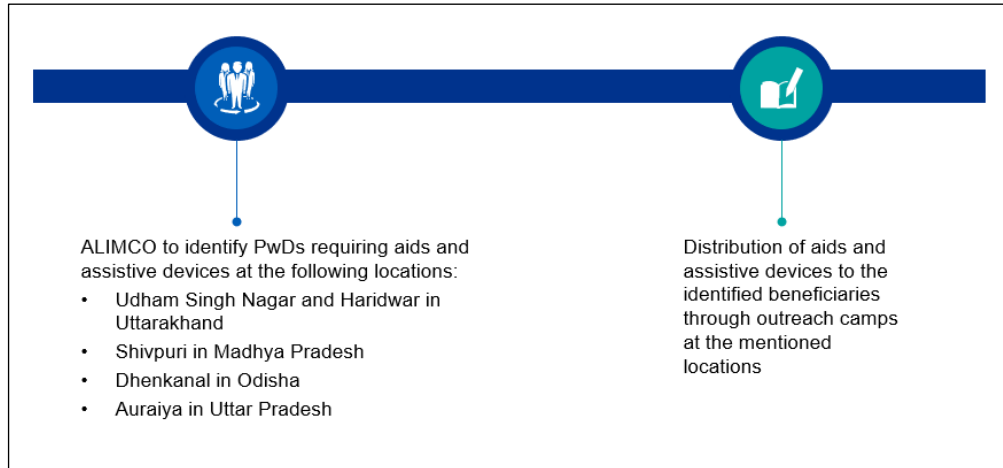 ALIMCO to identify PwDs requiring aids and
assistive devices at the following locations:
• Udham Singh Nagar and Haridwar in
Uttarakhand
• Shivpuri in Madhya Pradesh
• Dhenkanal in Odisha
• Auraiya in Uttar Pradesh
Distribution of aids and
assistive devices to the
identified beneficiaries
through outreach camps
at the mentioned
locations